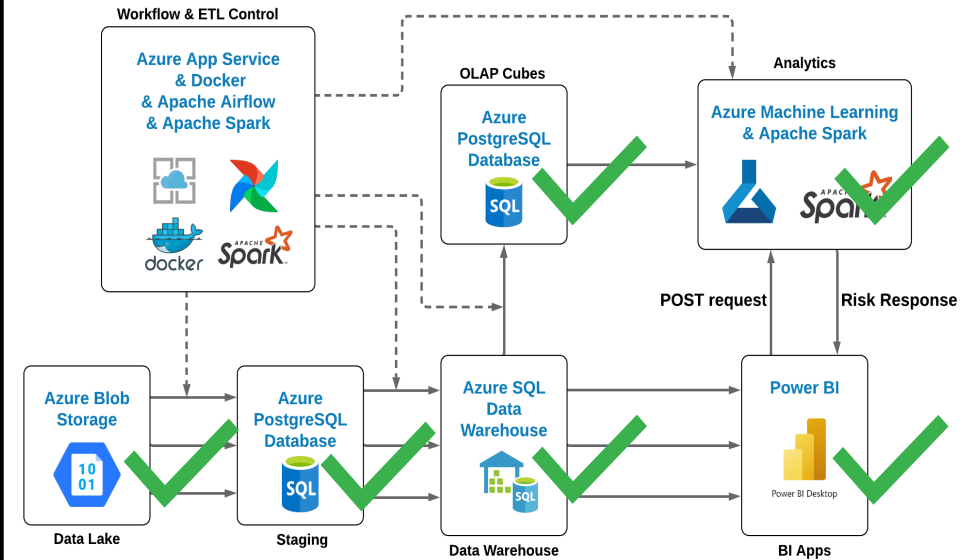 Workflow & ETL Control
Azure App Service
& Docker
& Apache Airflow
& Apache Spark
docker
APACHE
Spark
OLAP Cubes
Azure
PostgreSQL
Database
SQL
Analytics
Azure Machine Learning
& Apache Spark
APACHE
Spark
POST request
Risk Response
Azure Blob
Storage
10
01
Data Lake
Azure
PostgreSQL
Database
SQL
Staging
Azure SQL
Data
Warehouse
SQL
Data Warehouse
Power BI
Power BI Desktop
BI Apps